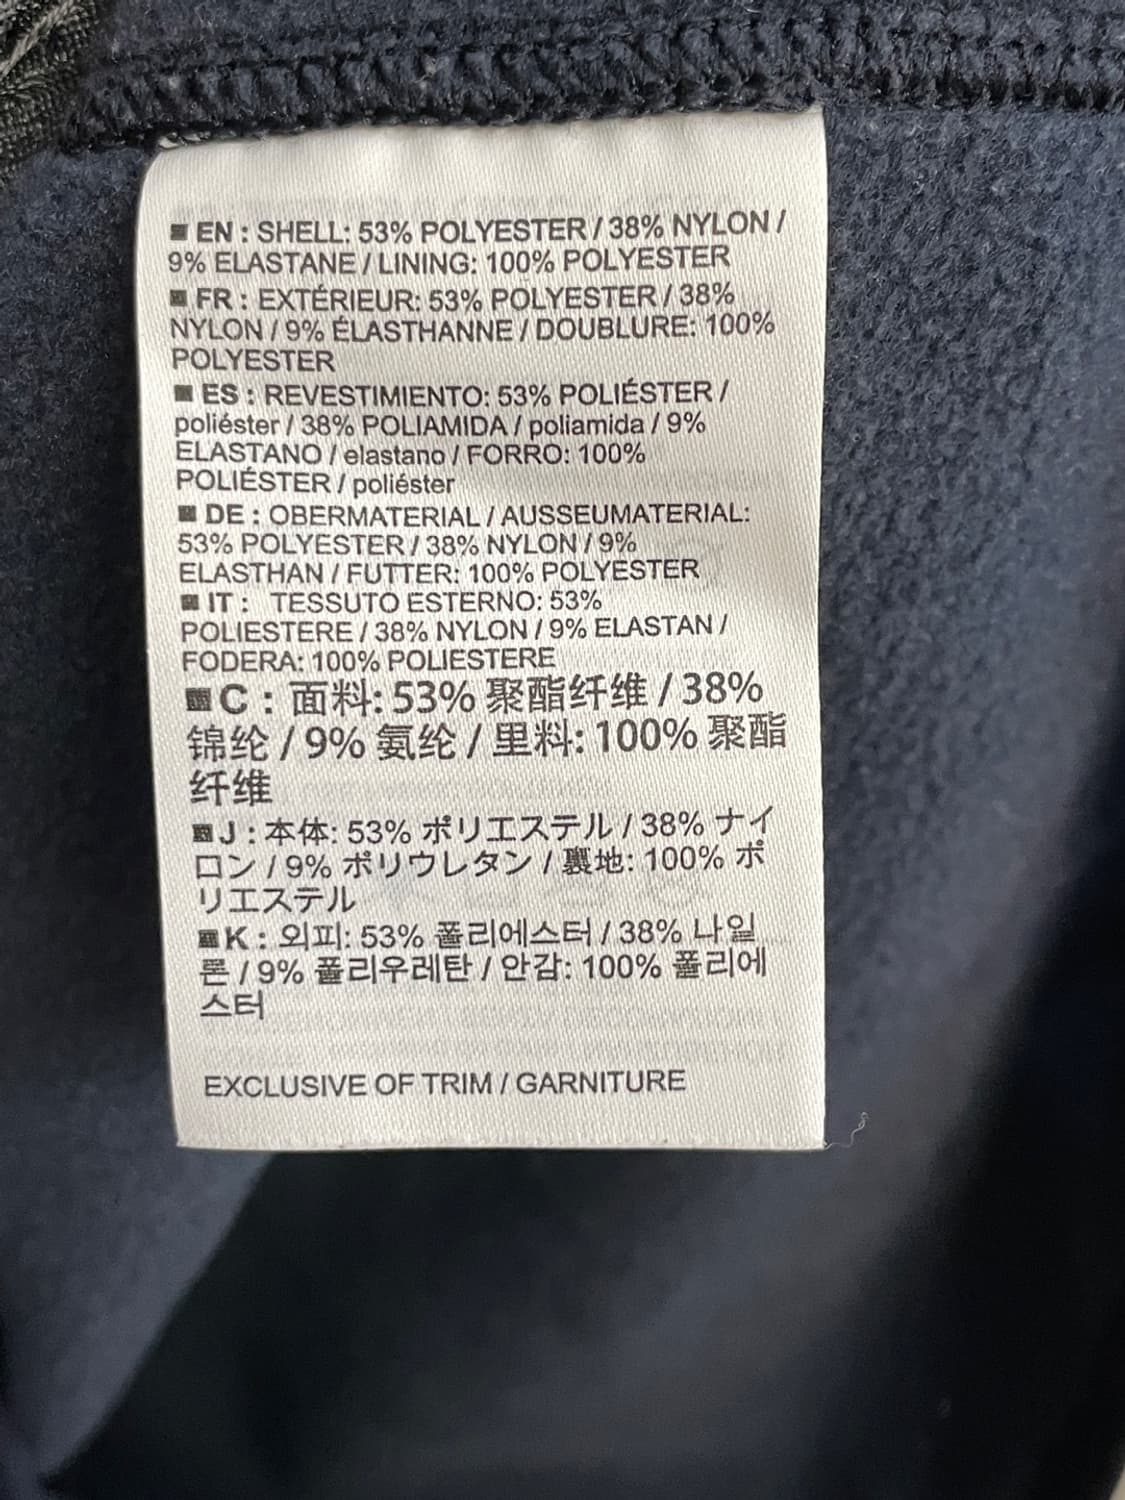 ■ EN : SHELL: 53% POLYESTER / 38% NYLON /
9% ELASTANE / LINING: 100% POLYESTER
■ FR : EXTÉRIEUR: 53% POLYESTER / 38%
NYLON / 9% ÉLASTHANNE / DOUBLURE: 100%
POLYESTER
■ ES : REVESTIMIENTO: 53% POLIÉSTER /
poliéster / 38% POLIAMIDA / poliamida / 9%
ELASTANO / elastano / FORRO: 100%
POLIÉSTER / poliéster
■ DE : OBERMATERIAL / AUSSEUMATERIAL:
53% POLYESTER / 38% NYLON / 9%
ELASTHAN / FUTTER: 100% POLYESTER
■ IT : TESSUTO ESTERNO: 53%
POLIESTERE / 38% NYLON / 9% ELASTAN /
FODERA: 100% POLIESTERE
■ C : 面料: 53% 聚酯纤维 / 38%
锦纶 / 9% 氨纶 / 里料: 100% 聚酯
纤维
■ J : 本体: 53% ポリエステル / 38% ナイ
ロン / 9% ポリウレタン / 裏地: 100% ポ
リエステル
■ K : 외피: 53% 폴리에스터 / 38% 나일
론 / 9% 폴리우레탄 / 안감: 100% 폴리에
스터
EXCLUSIVE OF TRIM / GARNITURE